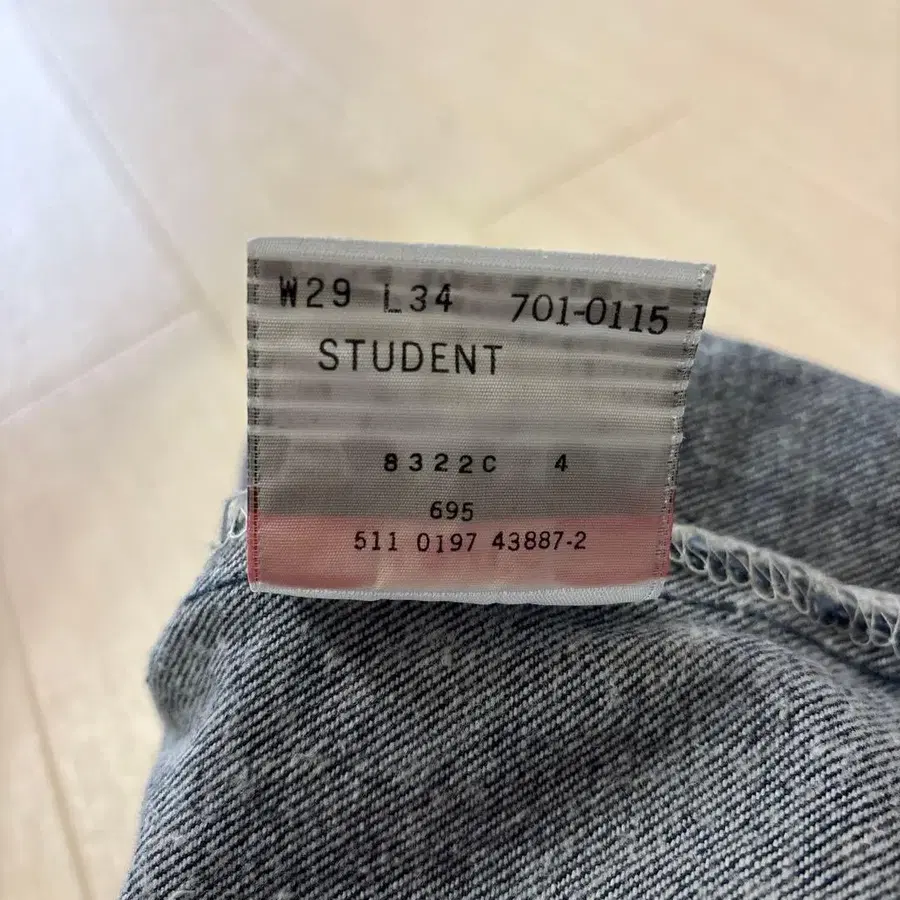 W29 L34 701-0115
STUDENT
8322C 4
695
511 0197 43887-2